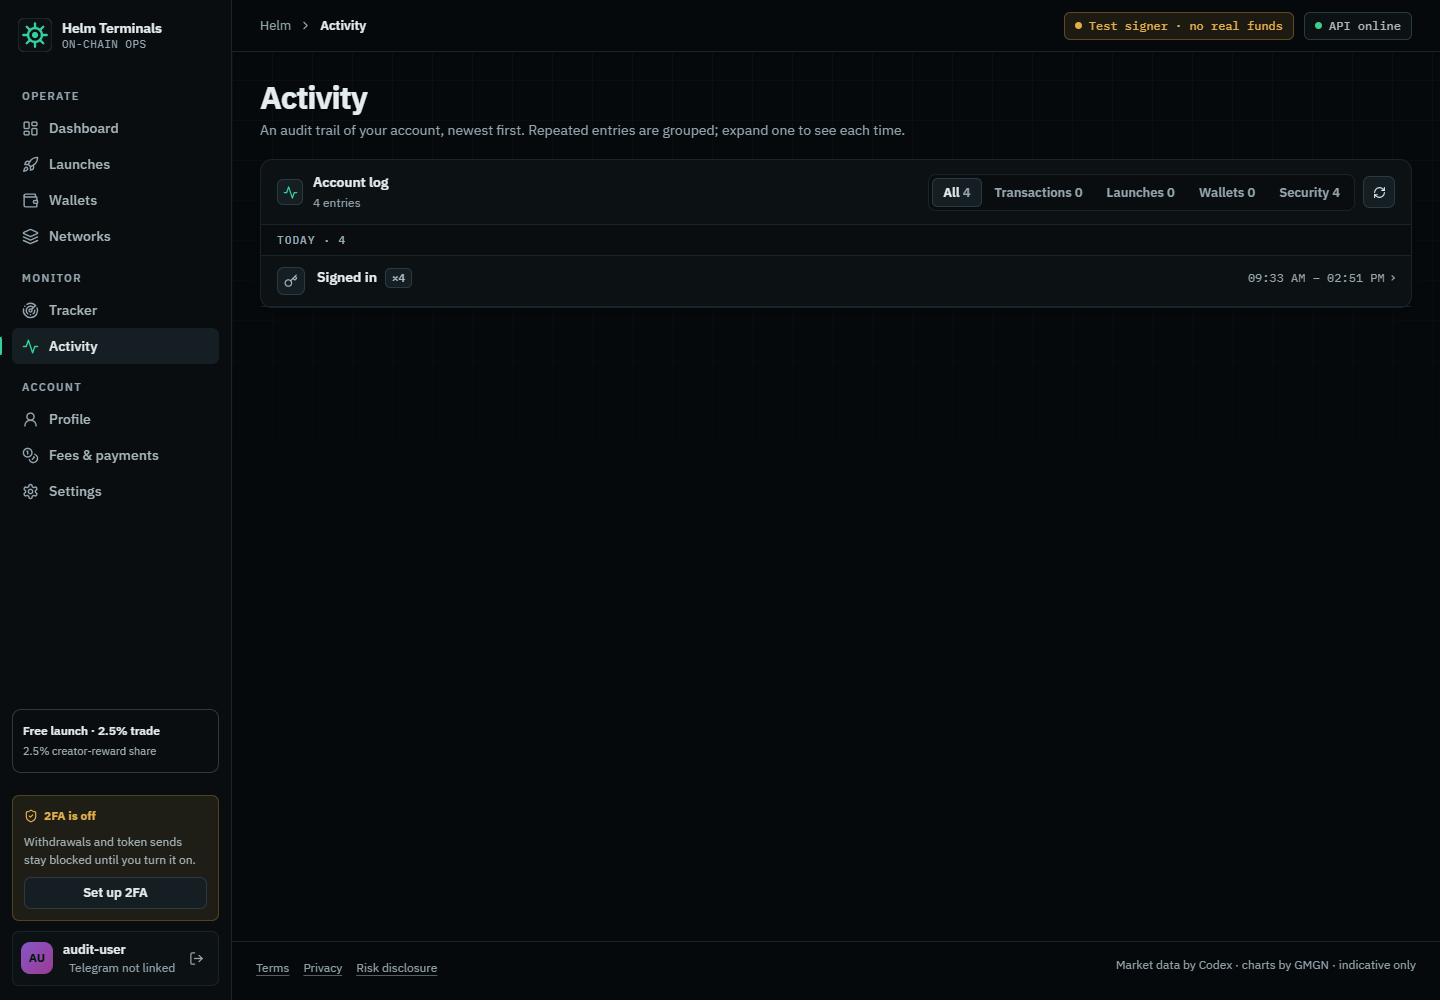 Helm Terminals
ON-CHAIN OPS
OPERATE
Dashboard
Launches
Wallets
Networks
MONITOR
Tracker
Activity
ACCOUNT
Profile
Fees & payments
Settings
Free launch · 2.5% trade
2.5% creator-reward share
2FA is off
Withdrawals and token sends
stay blocked until you turn it on.
Set up 2FA
AU
audit-user
Telegram not linked
Helm > Activity
Test signer · no real funds
API online
Activity
An audit trail of your account, newest first. Repeated entries are grouped; expand one to see each time.
Account log
4 entries
All 4 Transactions 0 Launches 0 Wallets 0 Security 4
TODAY · 4
Signed in ×4
09:33 AM – 02:51 PM ›
Terms Privacy Risk disclosure
Market data by Codex · charts by GMGN · indicative only